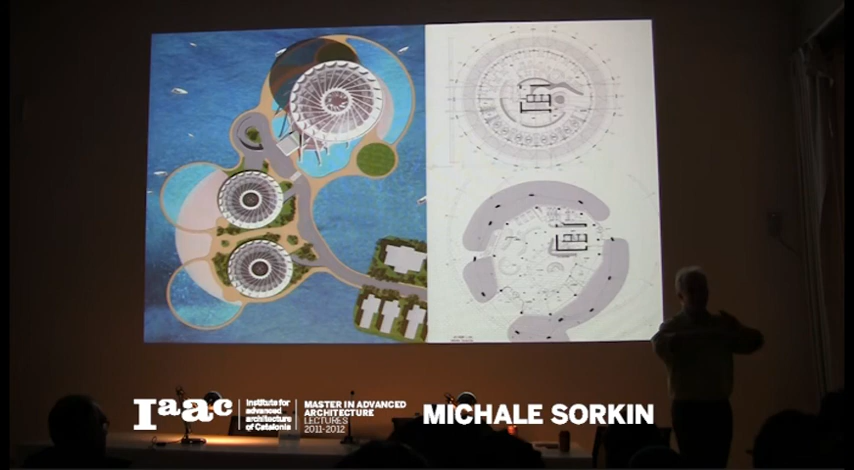 Iaac
Institute for
advanced
architecture
of Catalonia
MASTER IN ADVANCED
ARCHITECTURE
LECTURES
2011-2012
MICHALE SORKIN